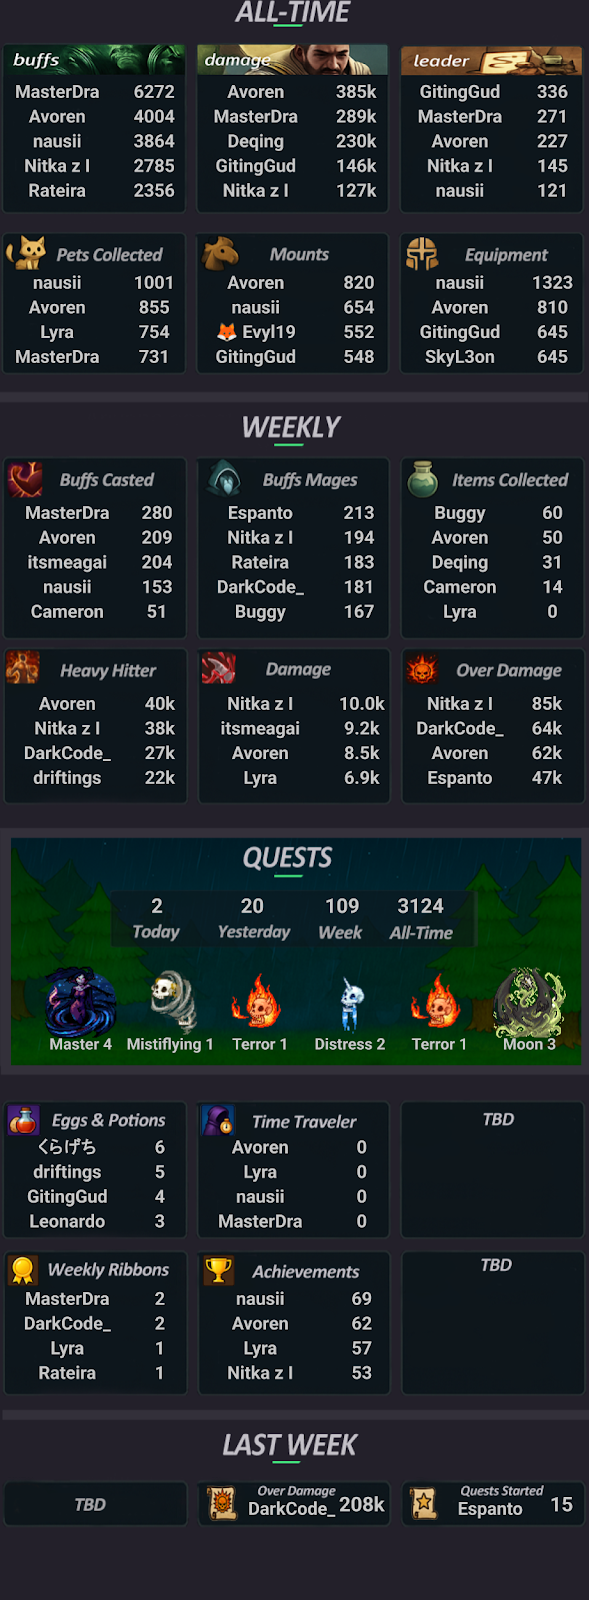 ALL-TIME
buffs
MasterDra 6272
Avoren 4004
nausii 3864
Nitka z l 2785
Rateira 2356
damage
Avoren 385k
MasterDra 289k
Deqing 230k
GitingGud 146k
Nitka z l 127k
leader
GitingGud 336
MasterDra 271
Avoren 227
Nitka z l 145
nausii 121
Pets Collected
nausii 1001
Avoren 855
Lyra 754
MasterDra 731
Mounts
Avoren 820
nausii 654
🦊 Evyl19 552
GitingGud 548
Equipment
nausii 1323
Avoren 810
GitingGud 645
SkyL3on 645
WEEKLY
Buffs Casted
MasterDra 280
Avoren 209
itsmeagai 204
nausii 153
Cameron 51
Buffs Mages
Espanto 213
Nitka z l 194
Rateira 183
DarkCode_ 181
Buggy 167
Items Collected
Buggy 60
Avoren 50
Deqing 31
Cameron 14
Lyra 0
Heavy Hitter
Avoren 40k
Nitka z l 38k
DarkCode_ 27k
driftings 22k
Damage
Nitka z l 10.0k
itsmeagai 9.2k
Avoren 8.5k
Lyra 6.9k
Over Damage
Nitka z l 85k
DarkCode_ 64k
Avoren 62k
Espanto 47k
QUESTS
2 20 109 3124
Today Yesterday Week All-Time
Master 4 Mistiflying 1 Terror 1 Distress 2 Terror 1 Moon 3
Eggs & Potions
くらげち 6
driftings 5
GitingGud 4
Leonardo 3
Time Traveler
Avoren 0
Lyra 0
nausii 0
MasterDra 0
TBD
Weekly Ribbons
MasterDra 2
DarkCode_ 2
Lyra 1
Rateira 1
Achievements
nausii 69
Avoren 62
Lyra 57
Nitka z l 53
TBD
LAST WEEK
TBD
Over Damage
DarkCode_ 208k
Quests Started
Espanto 15